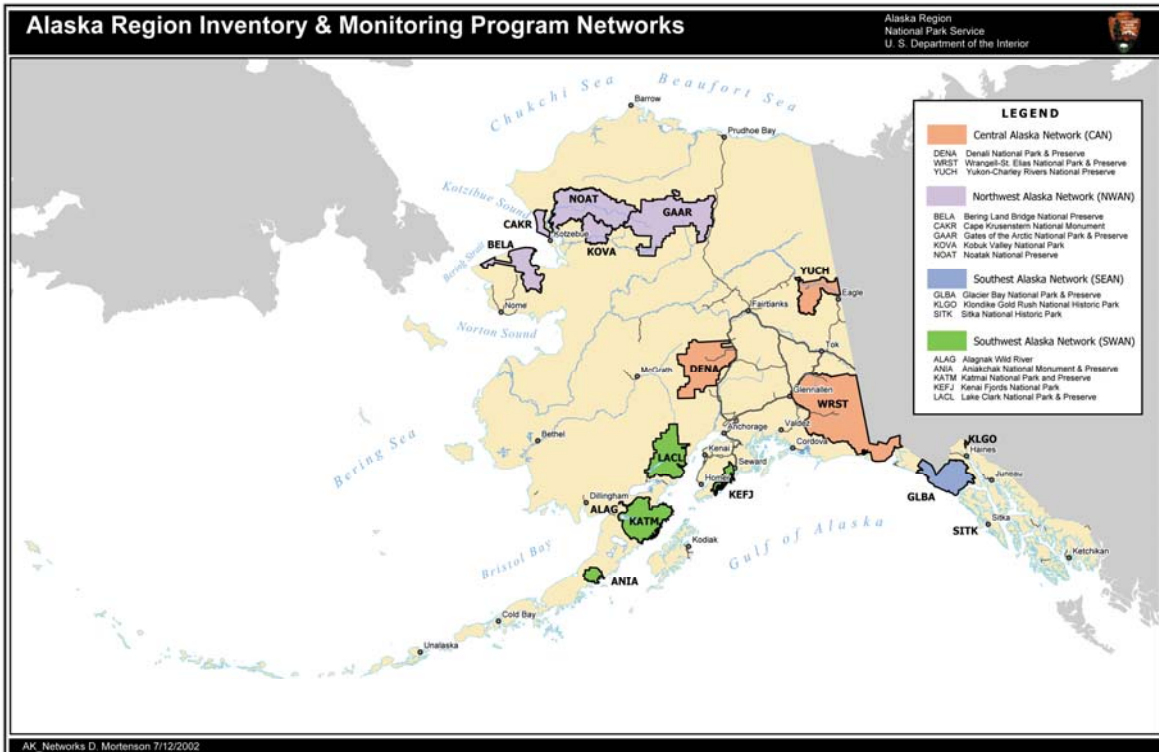 Alaska Region Inventory & Monitoring Program Networks
Alaska Region
National Park Service
U. S. Department of the Interior
Chukchi Sea
Beaufort Sea
Barrow
Prudhoe Bay
Kotzibue Sound
NOAT
GAAR
CAKR
Kotzebue
KOVA
BELA
Bering Strait
Nome
Norton Sound
YUCH
Eagle
Fairbanks
Tok
DENA
McGrath
Glennallen
WRST
Anchorage
Valdez
Cordova
Bethel
Bering Sea
LACL
Kenai
Seward
Homer
KEFJ
Dillingham
ALAG
KATM
Kodiak
Gulf of Alaska
Bristol Bay
ANIA
Cold Bay
Unalaska
KLGO
Haines
Juneau
GLBA
SITK
Sitka
Ketchikan
LEGEND
Central Alaska Network (CAN)
DENA Denali National Park & Preserve
WRST Wrangell-St. Elias National Park & Preserve
YUCH Yukon-Charley Rivers National Preserve
Northwest Alaska Network (NWAN)
BELA Bering Land Bridge National Preserve
CAKR Cape Krusenstern National Monument
GAAR Gates of the Arctic National Park & Preserve
KOVA Kobuk Valley National Park
NOAT Noatak National Preserve
Southest Alaska Network (SEAN)
GLBA Glacier Bay National Park & Preserve
KLGO Klondike Gold Rush National Historic Park
SITK Sitka National Historic Park
Southwest Alaska Network (SWAN)
ALAG Alagnak Wild River
ANIA Aniakchak National Monument & Preserve
KATM Katmai National Park and Preserve
KEFJ Kenai Fjords National Park
LACL Lake Clark National Park & Preserve
AK_Networks D. Mortenson 7/12/2002